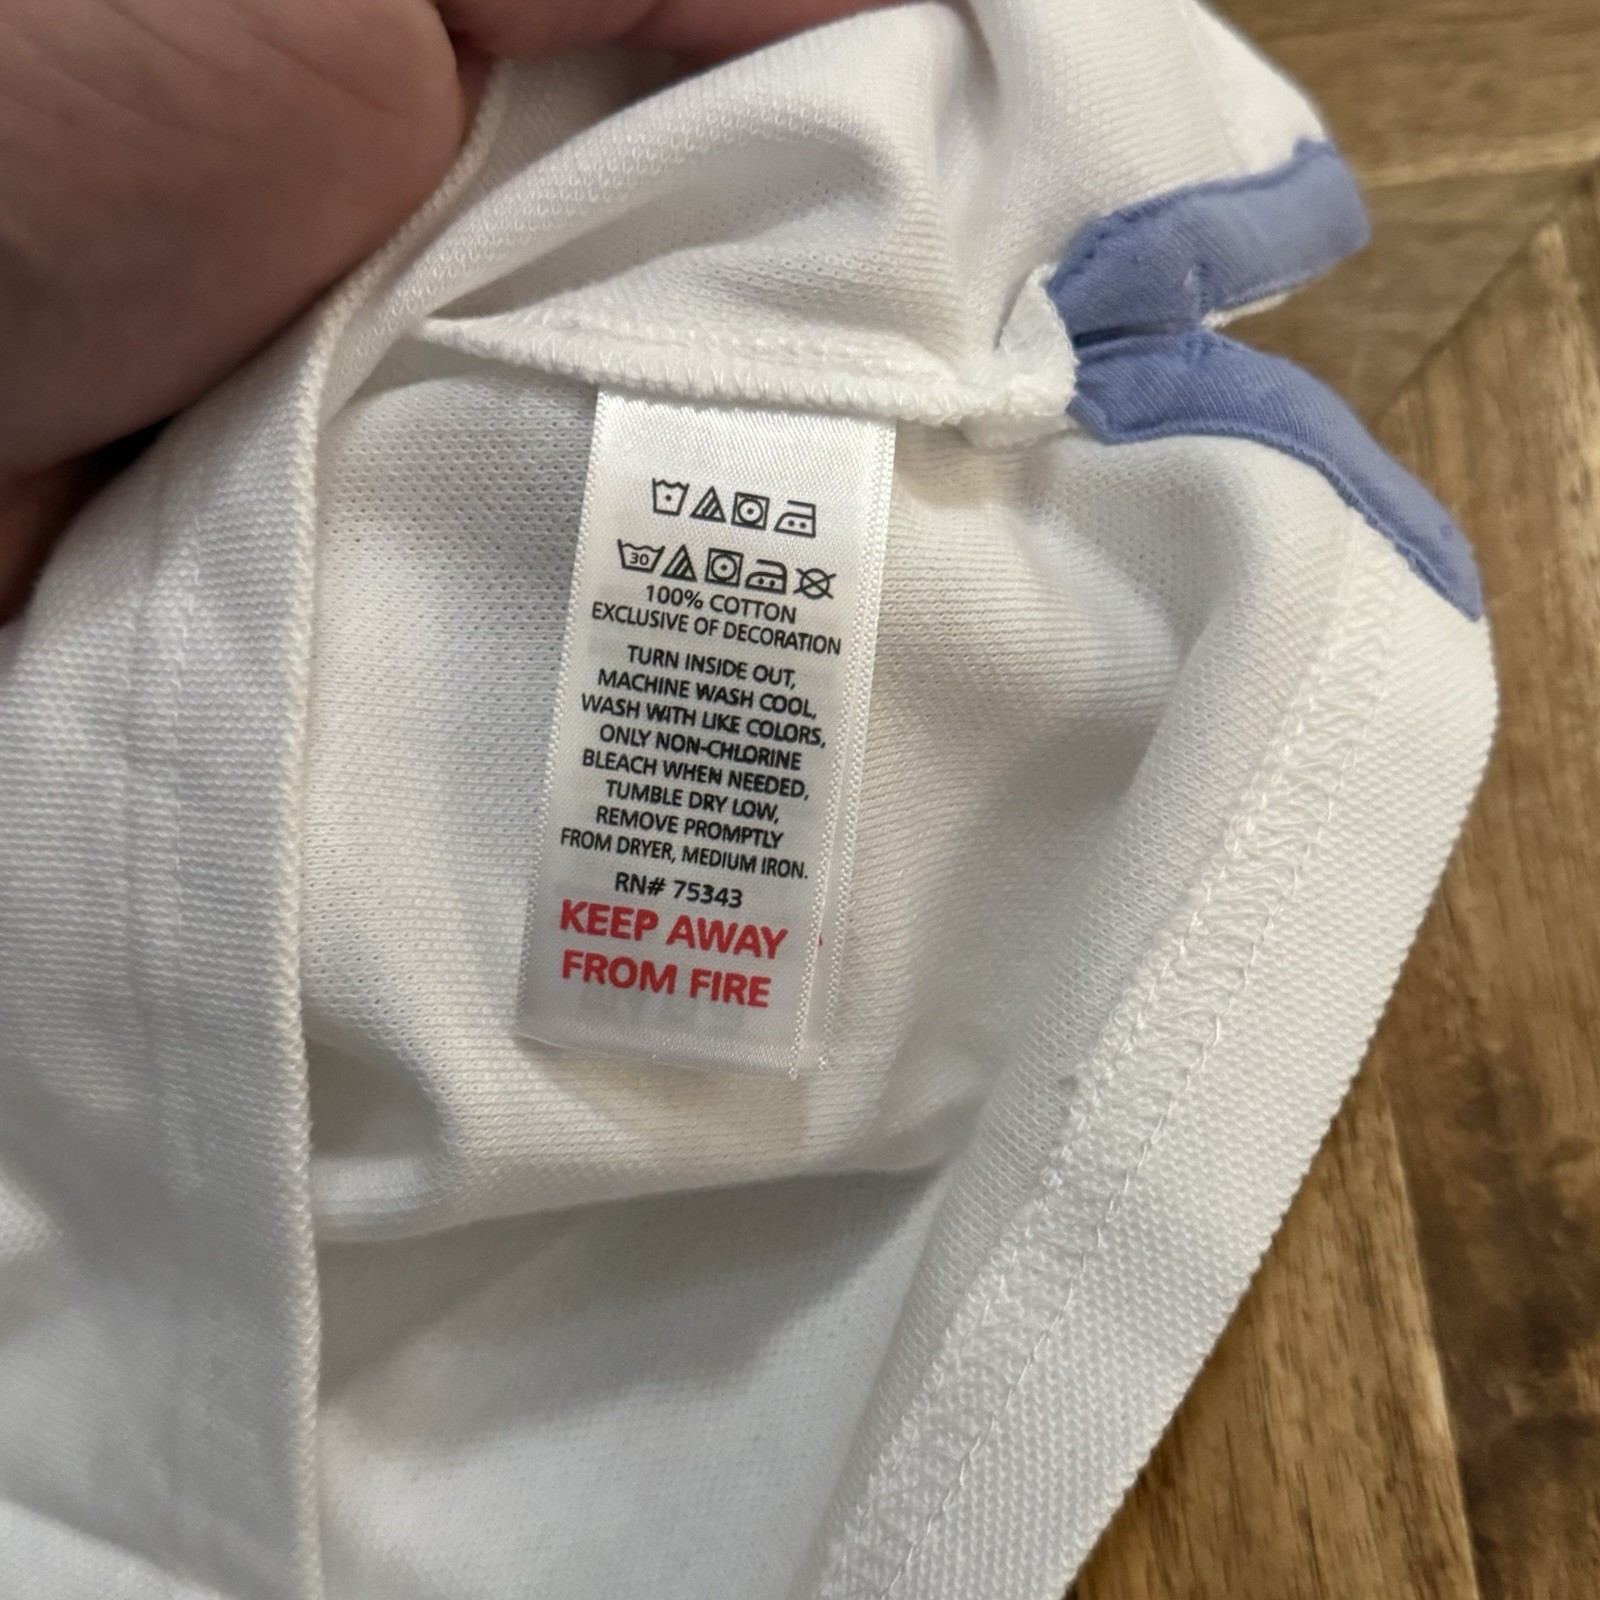 30
100% COTTON
EXCLUSIVE OF DECORATION
TURN INSIDE OUT,
MACHINE WASH COOL,
WASH WITH LIKE COLORS,
ONLY NON-CHLORINE
BLEACH WHEN NEEDED,
TUMBLE DRY LOW,
REMOVE PROMPTLY
FROM DRYER, MEDIUM IRON.
RN# 75343
KEEP AWAY
FROM FIRE